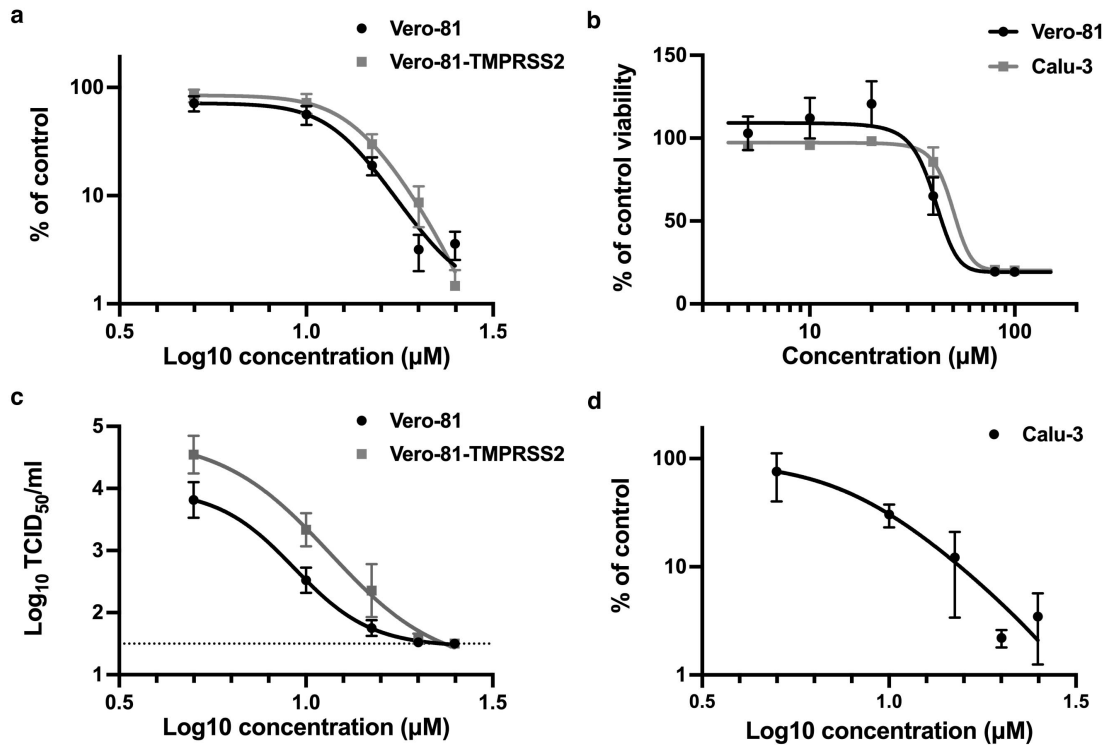 a
Vero-81
Vero-81-TMPRSS2
% of control
100
10
1
0.5
1.0
1.5
Log10 concentration (µM)
b
Vero-81
Calu-3
% of control viability
150
100
50
0
10
100
Concentration (µM)
c
Vero-81
Vero-81-TMPRSS2
Log₁₀ TCID₅₀/ml
5
4
3
2
1
0.5
1.0
1.5
Log10 concentration (µM)
d
Calu-3
% of control
100
10
1
0.5
1.0
1.5
Log10 concentration (µM)